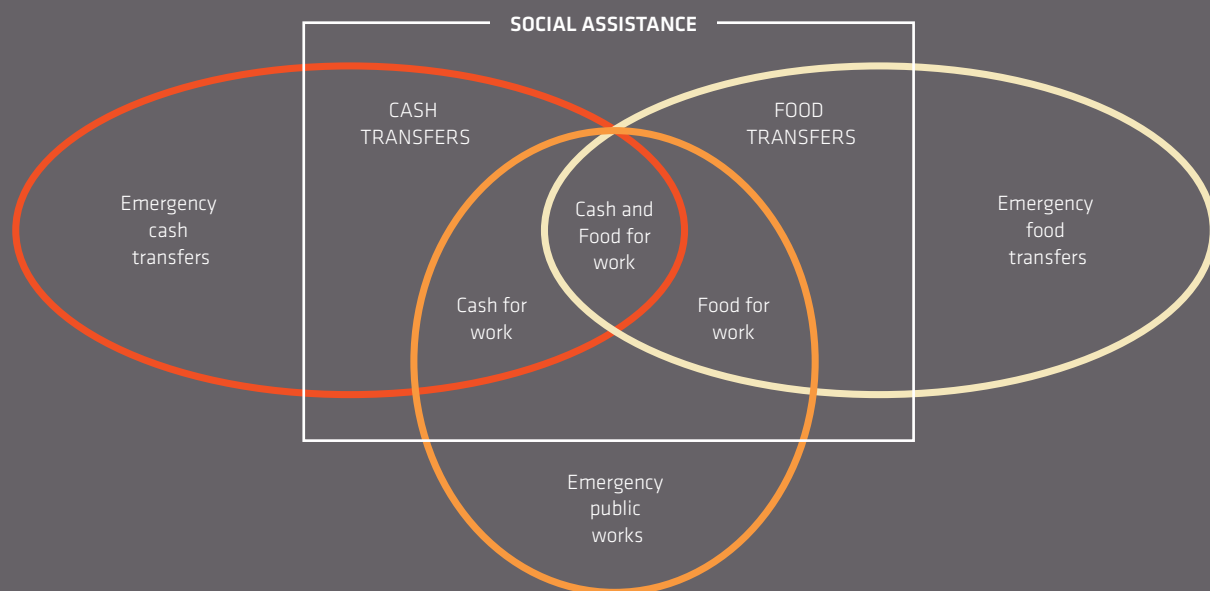 SOCIAL ASSISTANCE
CASH
TRANSFERS
FOOD
TRANSFERS
Emergency
cash
transfers
Cash and
Food for
work
Emergency
food
transfers
Cash for
work
Food for
work
Emergency
public
works